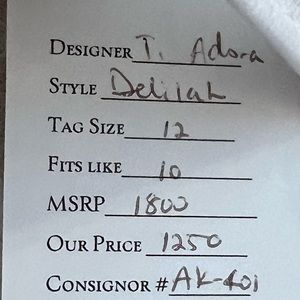 DESIGNER T. Adora
STYLE Delilah
TAG SIZE 12
FITS LIKE 10
MSRP 1800
OUR PRICE 1250
CONSIGNOR # AK-401